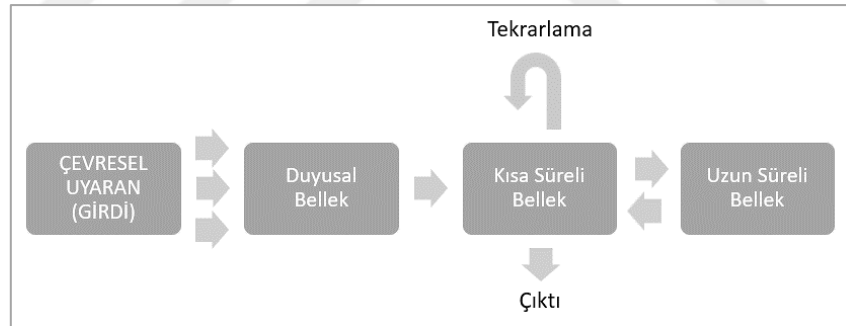 Tekrarlama
ÇEVRESEL
UYARAN
(GİRDİ)
Duyusal
Bellek
Kısa Süreli
Bellek
Uzun Süreli
Bellek
Çıktı